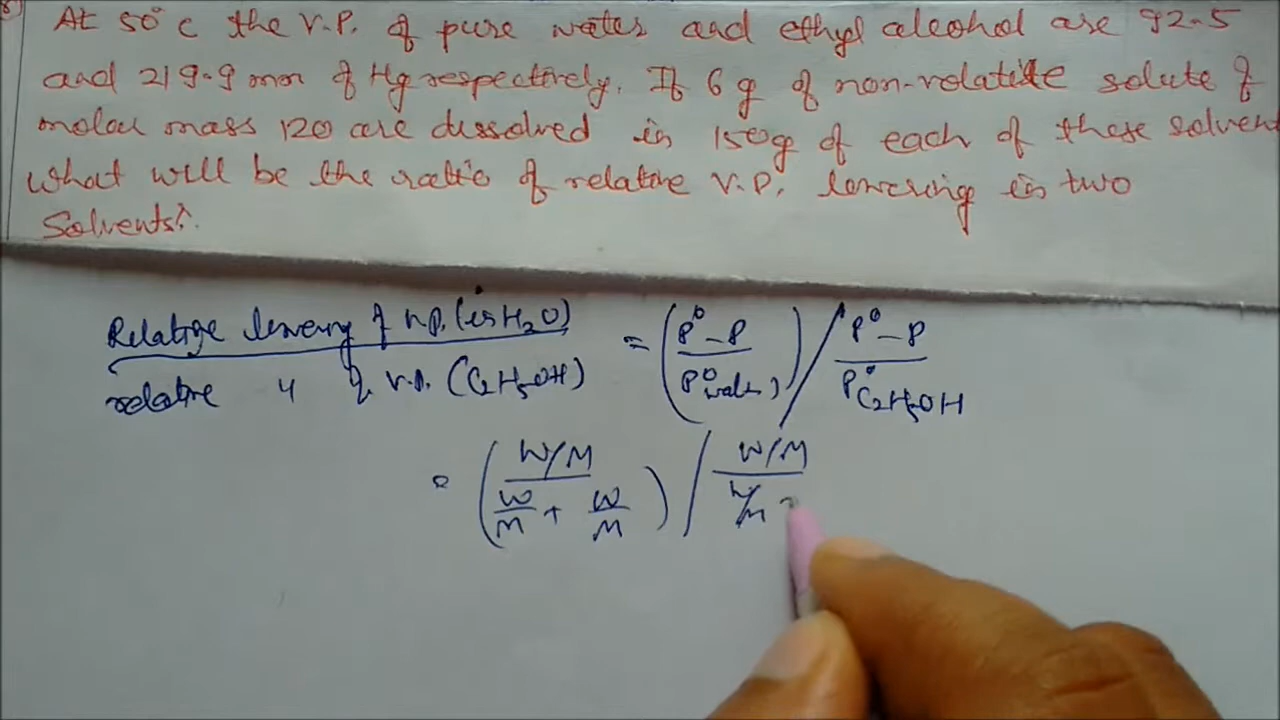 At 50°c the V.P. of pure water and ethyl alcohol are 92.5
and 219.9 mm of Hg respectively. If 6 g of non-volatile solute of
molar mass 120 are dissolved in 150g of each of these solvent
what will be the ratio of relative V.P. lowering in two
Solvents?.
Relative lowering of v.p. (in H2O) = (P° - P / P°water) / P° - P / P°C2H5OH
relative " of v.p. (C2H5OH)
= (W/M / W/M + W/M) / W/M / W/M +